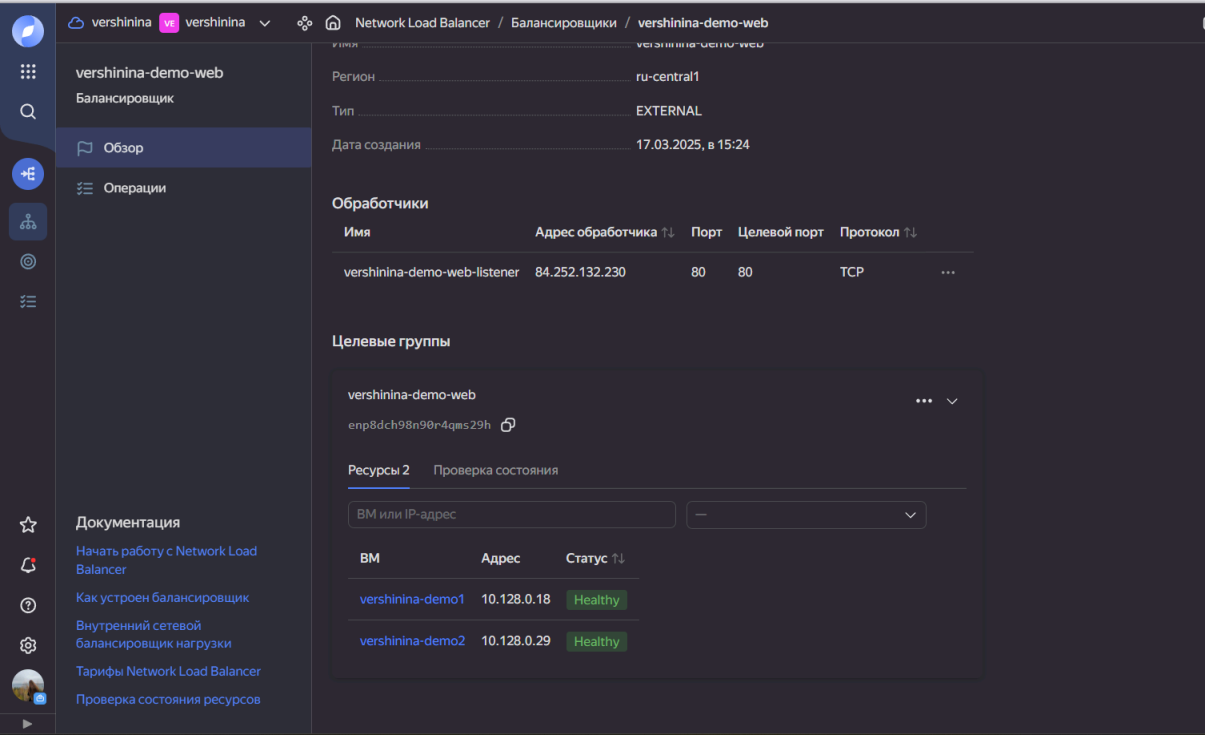 vershinina VE vershinina Network Load Balancer / Балансировщики / vershinina-demo-web
vershinina-demo-web
Балансировщик
Обзор
Операции
Документация
Начать работу с Network Load
Balancer
Как устроен балансировщик
Внутренний сетевой
балансировщик нагрузки
Тарифы Network Load Balancer
Проверка состояния ресурсов
Имя vershinina-demo-web
Регион ru-central1
Тип EXTERNAL
Дата создания 17.03.2025, в 15:24
Обработчики
Имя Адрес обработчика Порт Целевой порт Протокол
vershinina-demo-web-listener 84.252.132.230 80 80 TCP
Целевые группы
vershinina-demo-web
enp8dch98n90r4qms29h
Ресурсы 2 Проверка состояния
ВМ или IP-адрес —
ВМ Адрес Статус
vershinina-demo1 10.128.0.18 Healthy
vershinina-demo2 10.128.0.29 Healthy